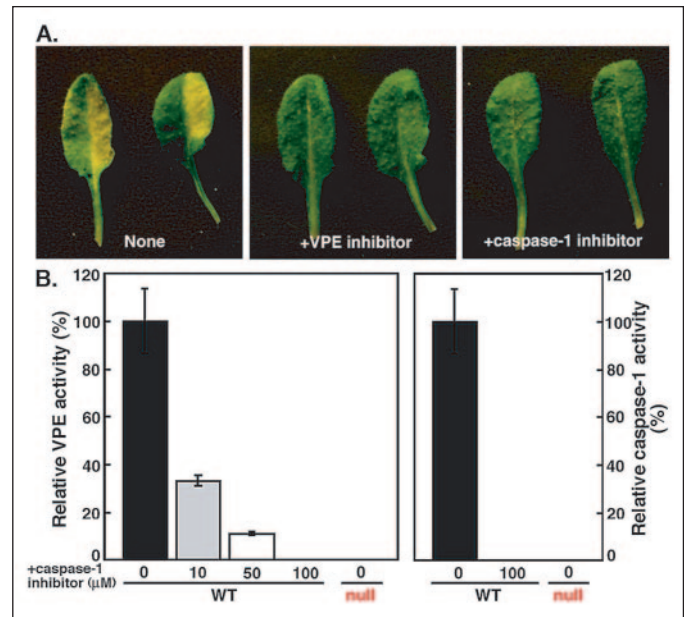 A.
None
+VPE inhibitor
+caspase-1 inhibitor
B.
Relative VPE activity (%)
120
100
80
60
40
20
0
+caspase-1
inhibitor (μM)
0 10 50 100 0
WT null
120
100
80
60
40
20
0
Relative caspase-1 activity
(%)
0 100 0
WT null